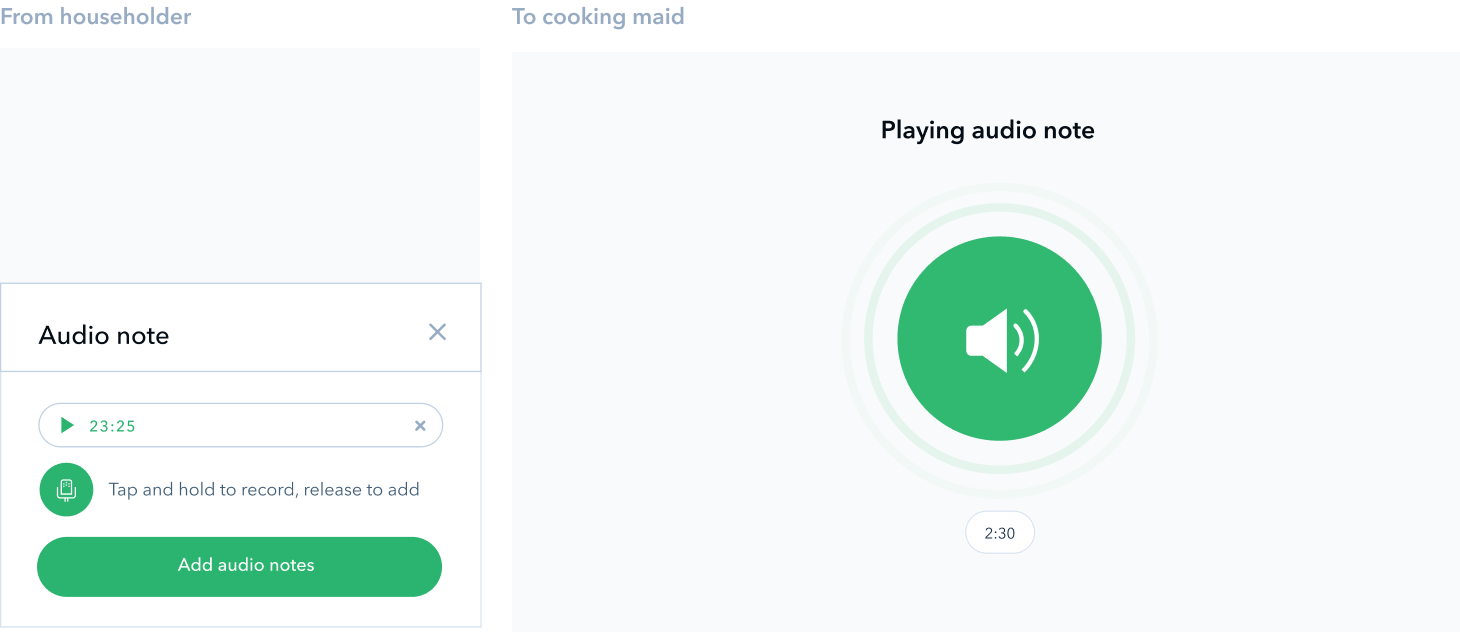 From householder
To cooking maid
Playing audio note
Audio note
23:25
Tap and hold to record, release to add
Add audio notes
2:30